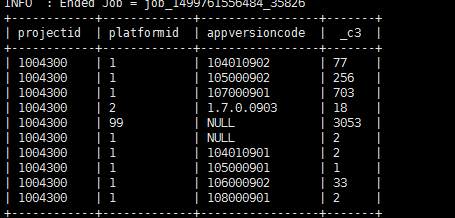 INFO  : Ended Job = job_1499761556484_35826
+------------+-------------+-----------------+-------+
| projectid | platformid | appversioncode | _c3 |
+------------+-------------+-----------------+-------+
| 1004300 | 1 | 104010902 | 77 |
| 1004300 | 1 | 105000902 | 256 |
| 1004300 | 1 | 107000901 | 703 |
| 1004300 | 2 | 1.7.0.0903 | 18 |
| 1004300 | 99 | NULL | 3053 |
| 1004300 | 1 | NULL | 2 |
| 1004300 | 1 | 104010901 | 2 |
| 1004300 | 1 | 105000901 | 1 |
| 1004300 | 1 | 106000902 | 33 |
| 1004300 | 1 | 108000901 | 2 |
+------------+-------------+-----------------+-------+